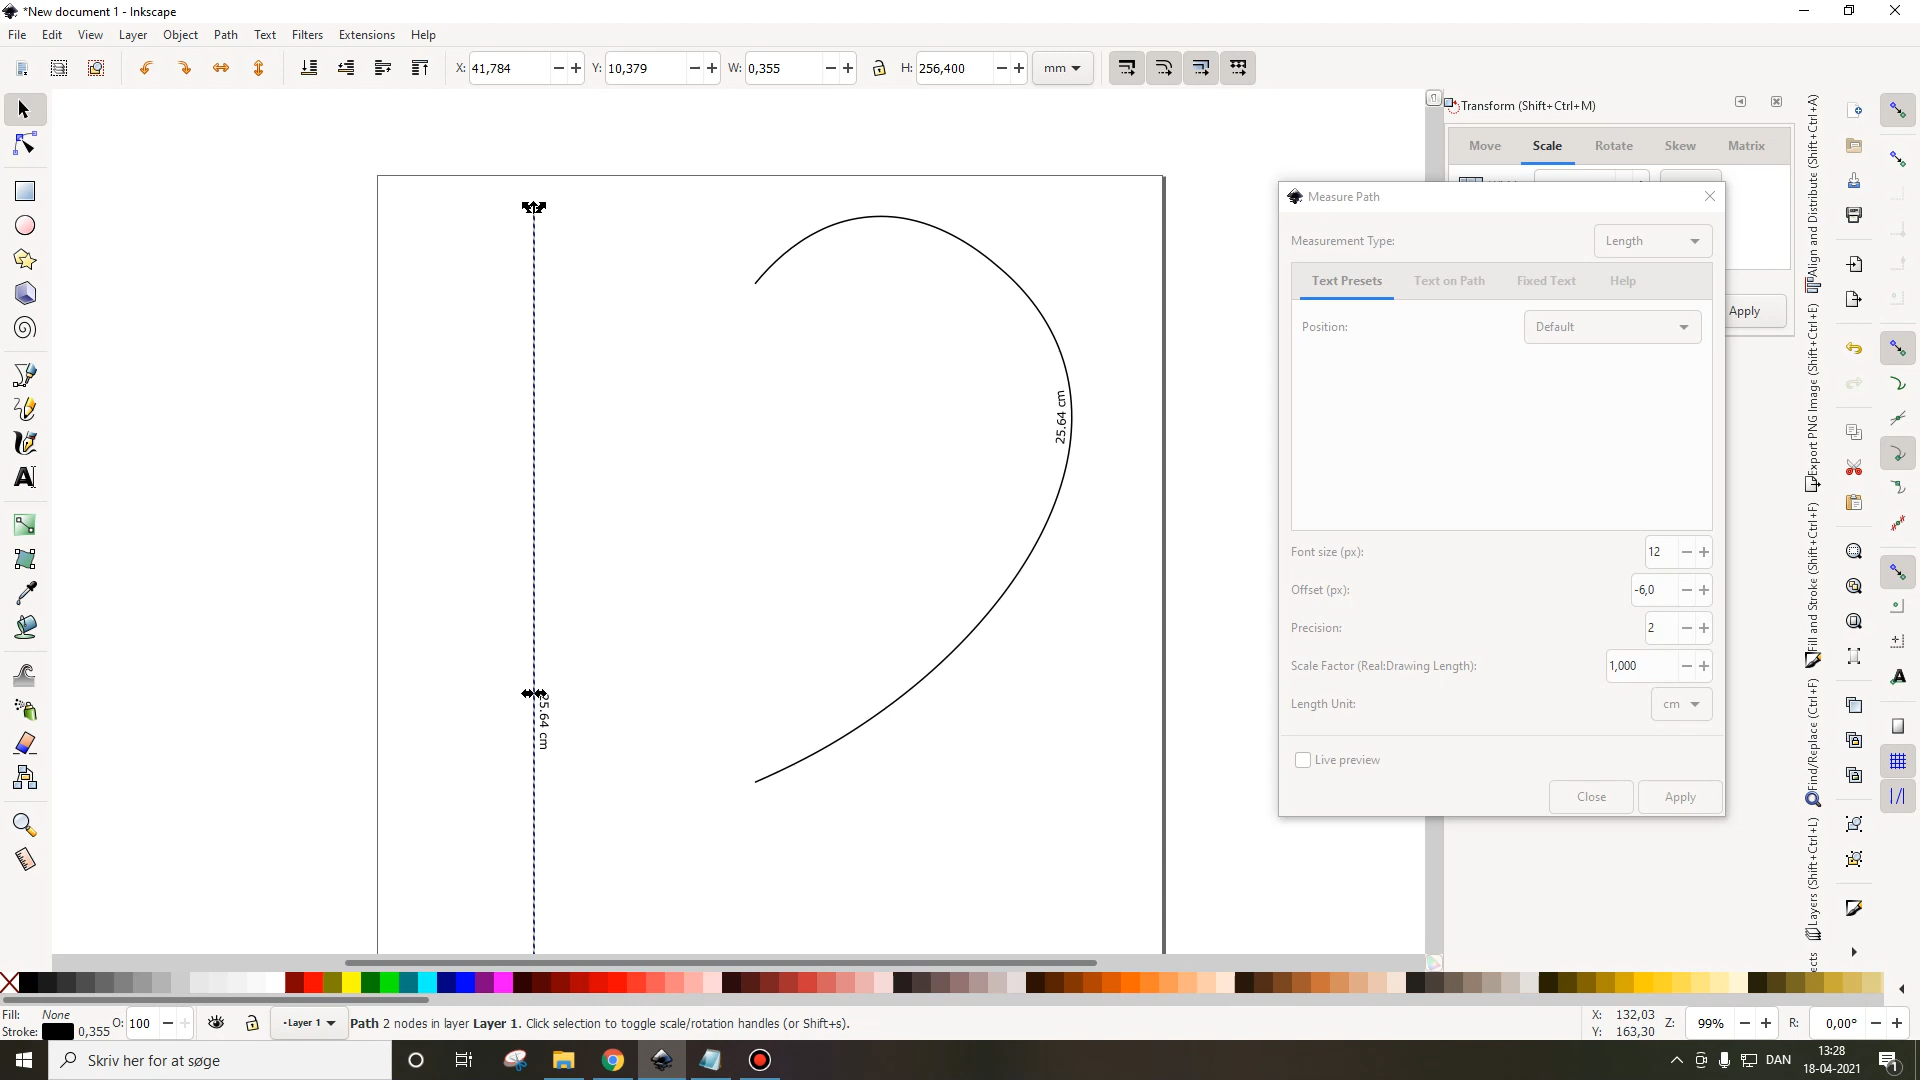 *New document 1 - Inkscape
File Edit View Layer Object Path Text Filters Extensions Help
X: 41,784 Y: 10,379 W: 0,355 H: 256,400 mm
Transform (Shift+Ctrl+M)
Move Scale Rotate Skew Matrix
Apply
Measure Path
Measurement Type: Length
Text Presets Text on Path Fixed Text Help
Position: Default
Font size (px): 12
Offset (px): -6,0
Precision: 2
Scale Factor (Real:Drawing Length): 1,000
Length Unit: cm
Live preview
Close Apply
25.64 cm
25.64 cm
Align and Distribute (Shift+Ctrl+A)
Export PNG Image (Shift+Ctrl+E)
Fill and Stroke (Shift+Ctrl+F)
Find/Replace (Ctrl+F)
Layers (Shift+Ctrl+L)
Fill: None
Stroke: 0,355
O: 100
Layer 1
Path 2 nodes in layer Layer 1. Click selection to toggle scale/rotation handles (or Shift+s).
X: 132,03
Y: 163,30
Z: 99%
R: 0,00°
Skriv her for at søge
DAN
13:28
18-04-2021
1